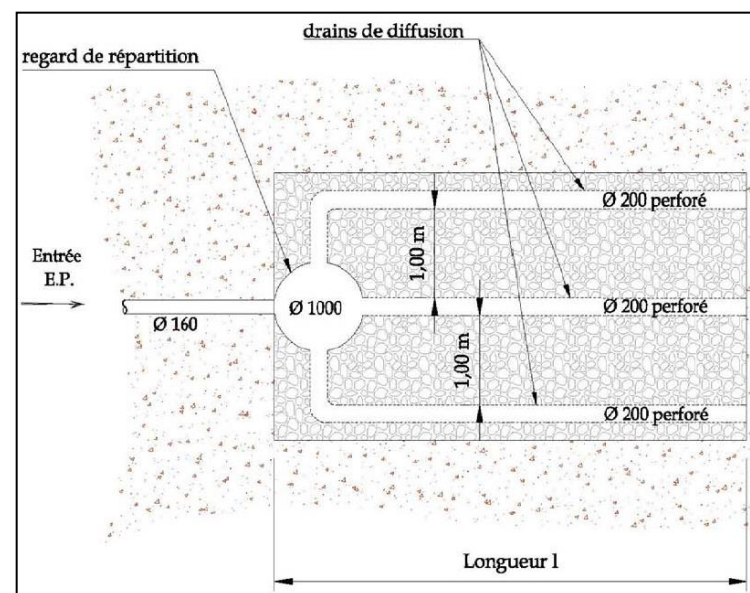 drains de diffusion
regard de répartition
Ø 200 perforé
1,00 m
Entrée
E.P.
Ø 1000
Ø 200 perforé
Ø 160
1,00 m
Ø 200 perforé
Longueur l